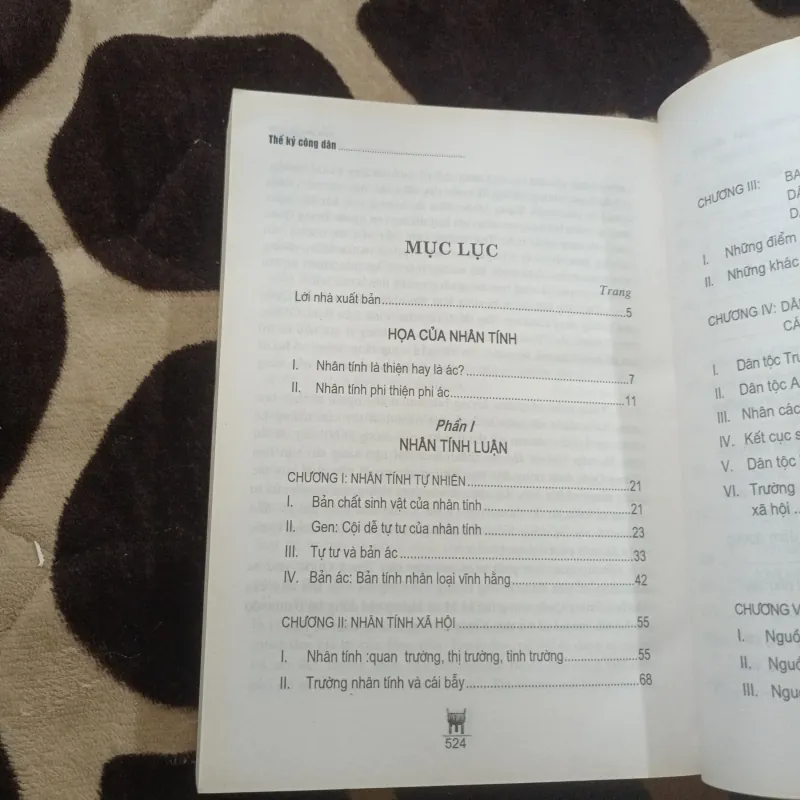 Thế kỷ công dân
MỤC LỤC
Trang
Lời nhà xuất bản........5
HỌA CỦA NHÂN TÍNH
I. Nhân tính là thiện hay là ác?........7
II. Nhân tính phi thiện phi ác........11
Phần I
NHÂN TÍNH LUẬN
CHƯƠNG I: NHÂN TÍNH TỰ NHIÊN........21
I. Bản chất sinh vật của nhân tính........21
II. Gen: Cội dễ tự tư của nhân tính........23
III. Tự tư và bản ác........33
IV. Bản ác: Bản tính nhân loại vĩnh hằng........42
CHƯƠNG II: NHÂN TÍNH XÃ HỘI........55
I. Nhân tính :quan trường, thị trường, tình trường........55
II. Trường nhân tính và cái bẫy........68
524
CHƯƠNG III:
I. Những điểm
II. Những khác
CHƯƠNG IV: DÂN
I. Dân tộc
II. Dân tộc
III. Nhân các
IV. Kết cục
V. Dân tộc
VI. Trường
xã hội
CHƯƠNG V
I.
II.
III.